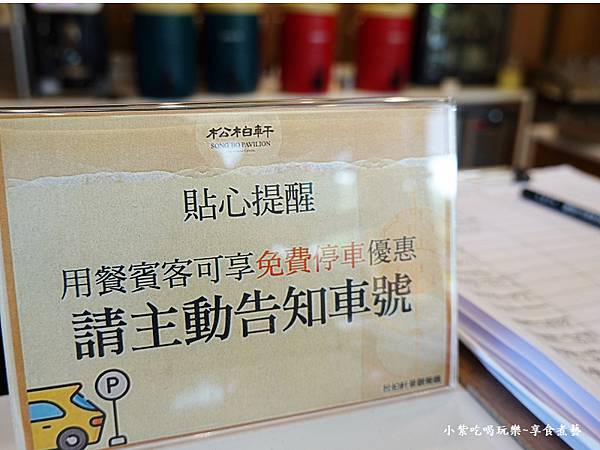 松柏軒
SONG BO PAVILION
貼心提醒
用餐賓客可享免費停車優惠
請主動告知車號
P
小紫吃喝玩樂~享食煮藝